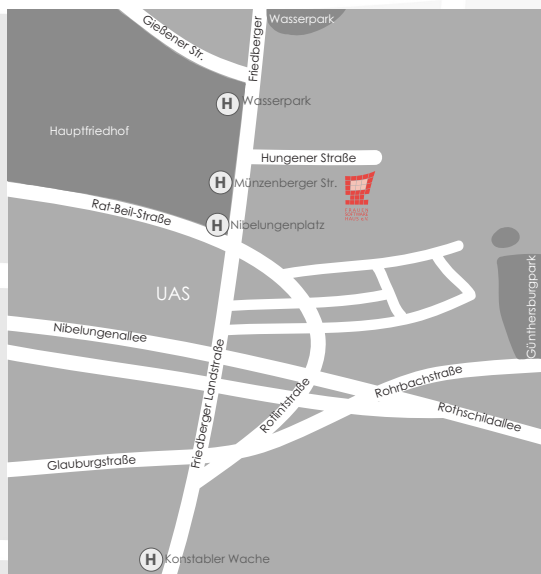 Wasserpark
Gießener Str.
Friedberger
H Wasserpark
Hauptfriedhof
Hungener Straße
H Münzenberger Str.
Rat-Beil-Straße
H Nibelungenplatz
Günthersburgpark
UAS
Nibelungenallee
Friedberger Landstraße
Rohrbachstraße
Rotlintstraße
Rothschildallee
Glauburgstraße
H Konstabler Wache